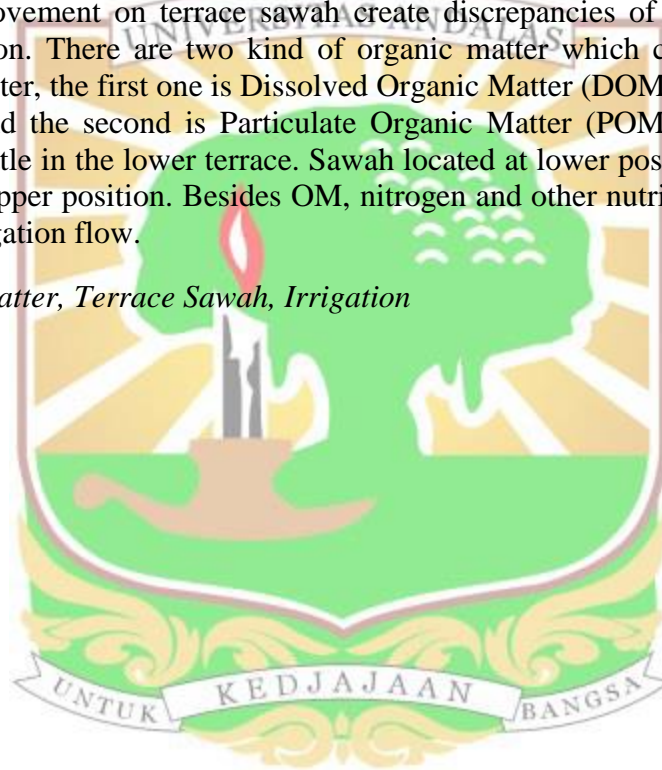 ovement on terrace sawah create discrepancies of
on. There are two kind of organic matter which c
ter, the first one is Dissolved Organic Matter (DOM
d the second is Particulate Organic Matter (POM
tle in the lower terrace. Sawah located at lower pos
pper position. Besides OM, nitrogen and other nutri
gation flow.
atter, Terrace Sawah, Irrigation
UNIVERSITAS ANDALAS
UNTUK KEDJAJAAN BANGSA